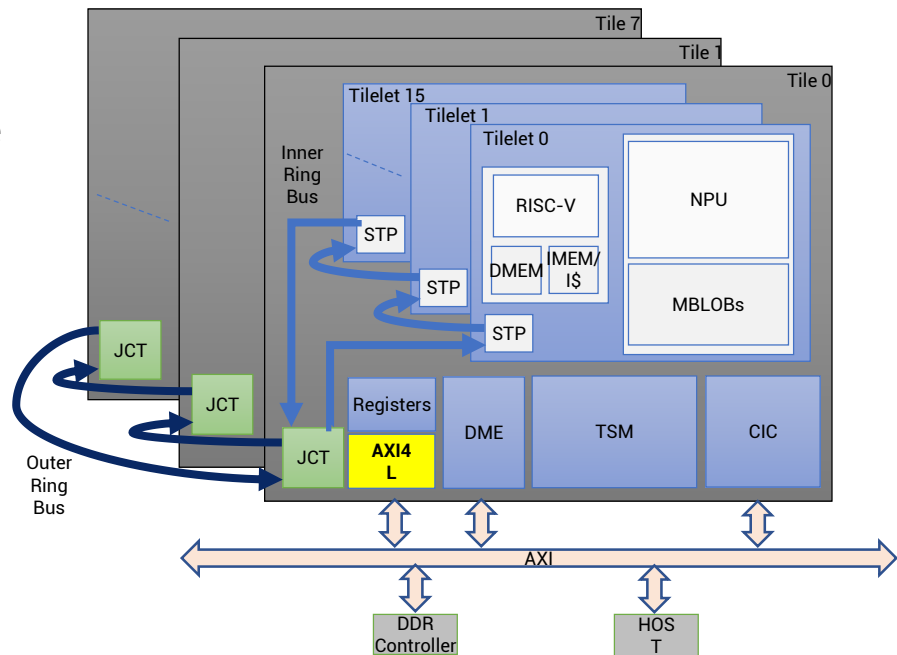 Tile 7
Tile 1
Tile 0
Tilelet 15
Tilelet 1
Tilelet 0
Inner
Ring
Bus
RISC-V
NPU
DMEM
IMEM/
I$
MBLOBs
STP
STP
STP
JCT
JCT
JCT
Registers
AXI4
L
DME
TSM
CIC
Outer
Ring
Bus
AXI
DDR
Controller
HOS
T